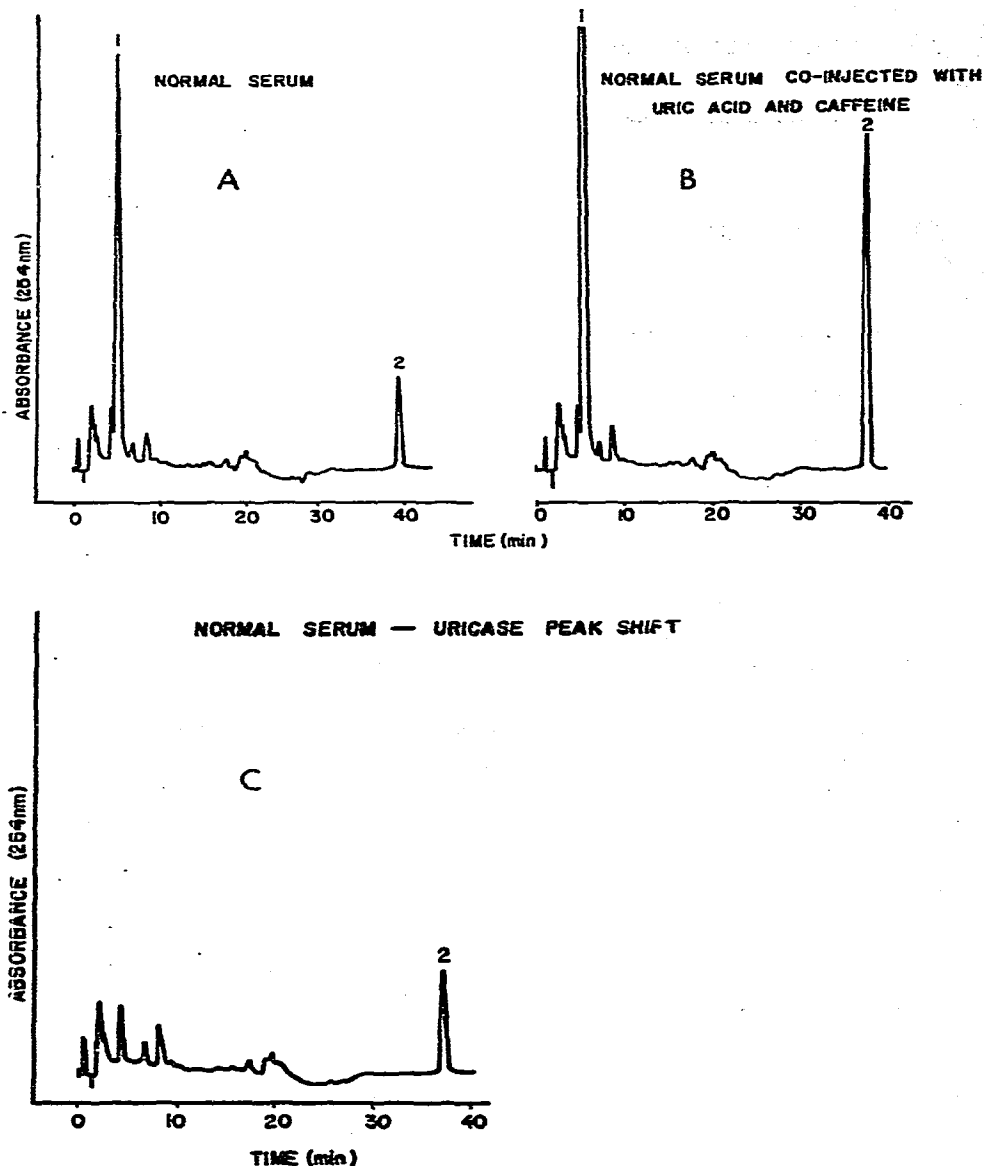 1
NORMAL SERUM
A
2
ABSORBANCE (254nm)
0 10 20 30 40
1
NORMAL SERUM CO-INJECTED WITH
URIC ACID AND CAFFEINE
2
B
0 10 20 30 40
TIME (min)
NORMAL SERUM — URICASE PEAK SHIFT
C
2
ABSORBANCE (254nm)
0 10 20 30 40
TIME (min)